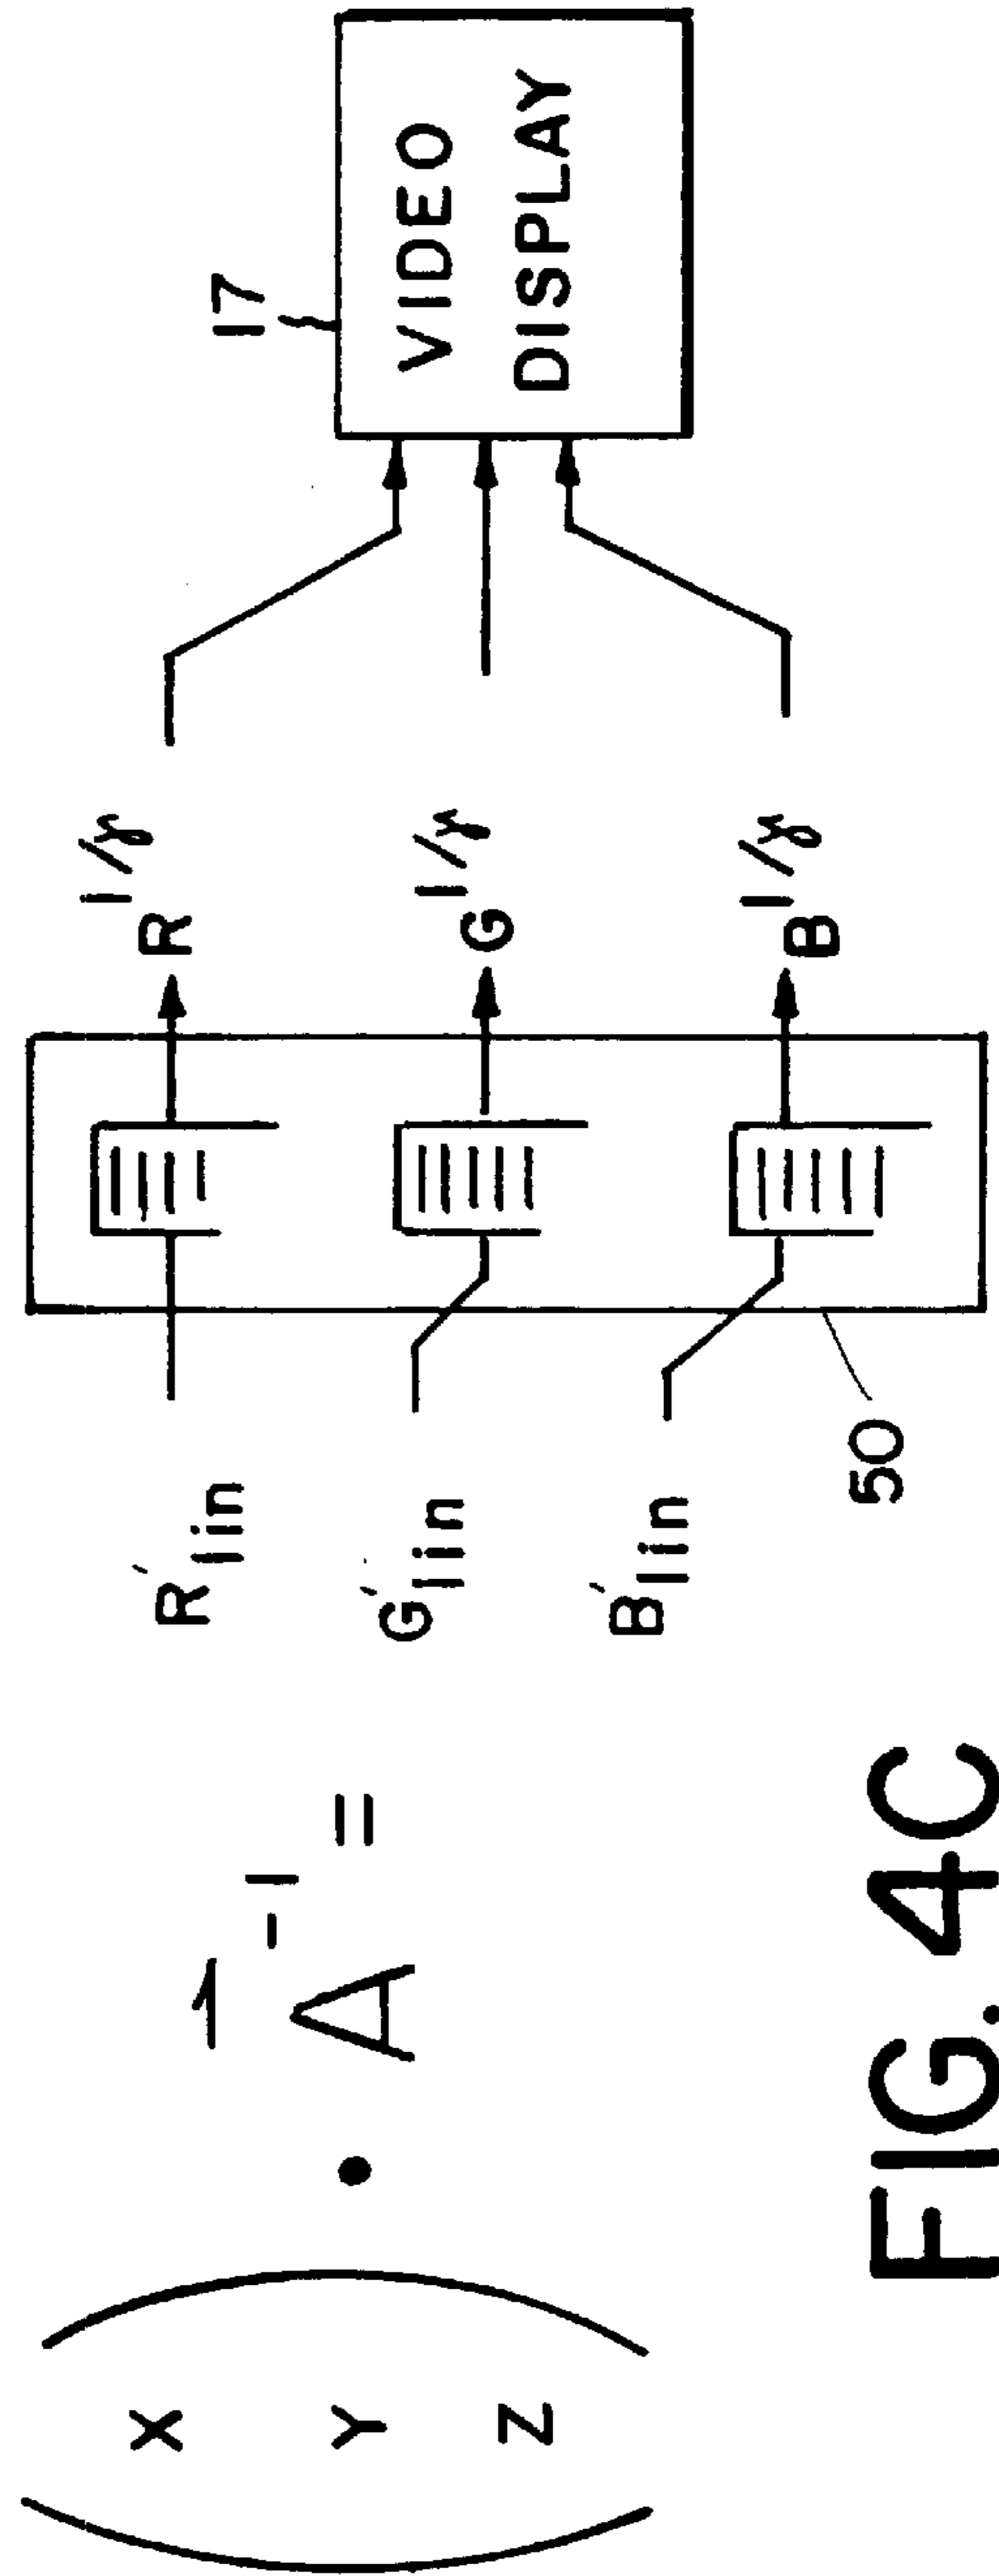 X
Y
Z
• A⃗⁻¹ =
R'lin
G'lin
B'lin
50
R^1/γ
G^1/γ
B^1/γ
17
VIDEO
DISPLAY
FIG. 4C